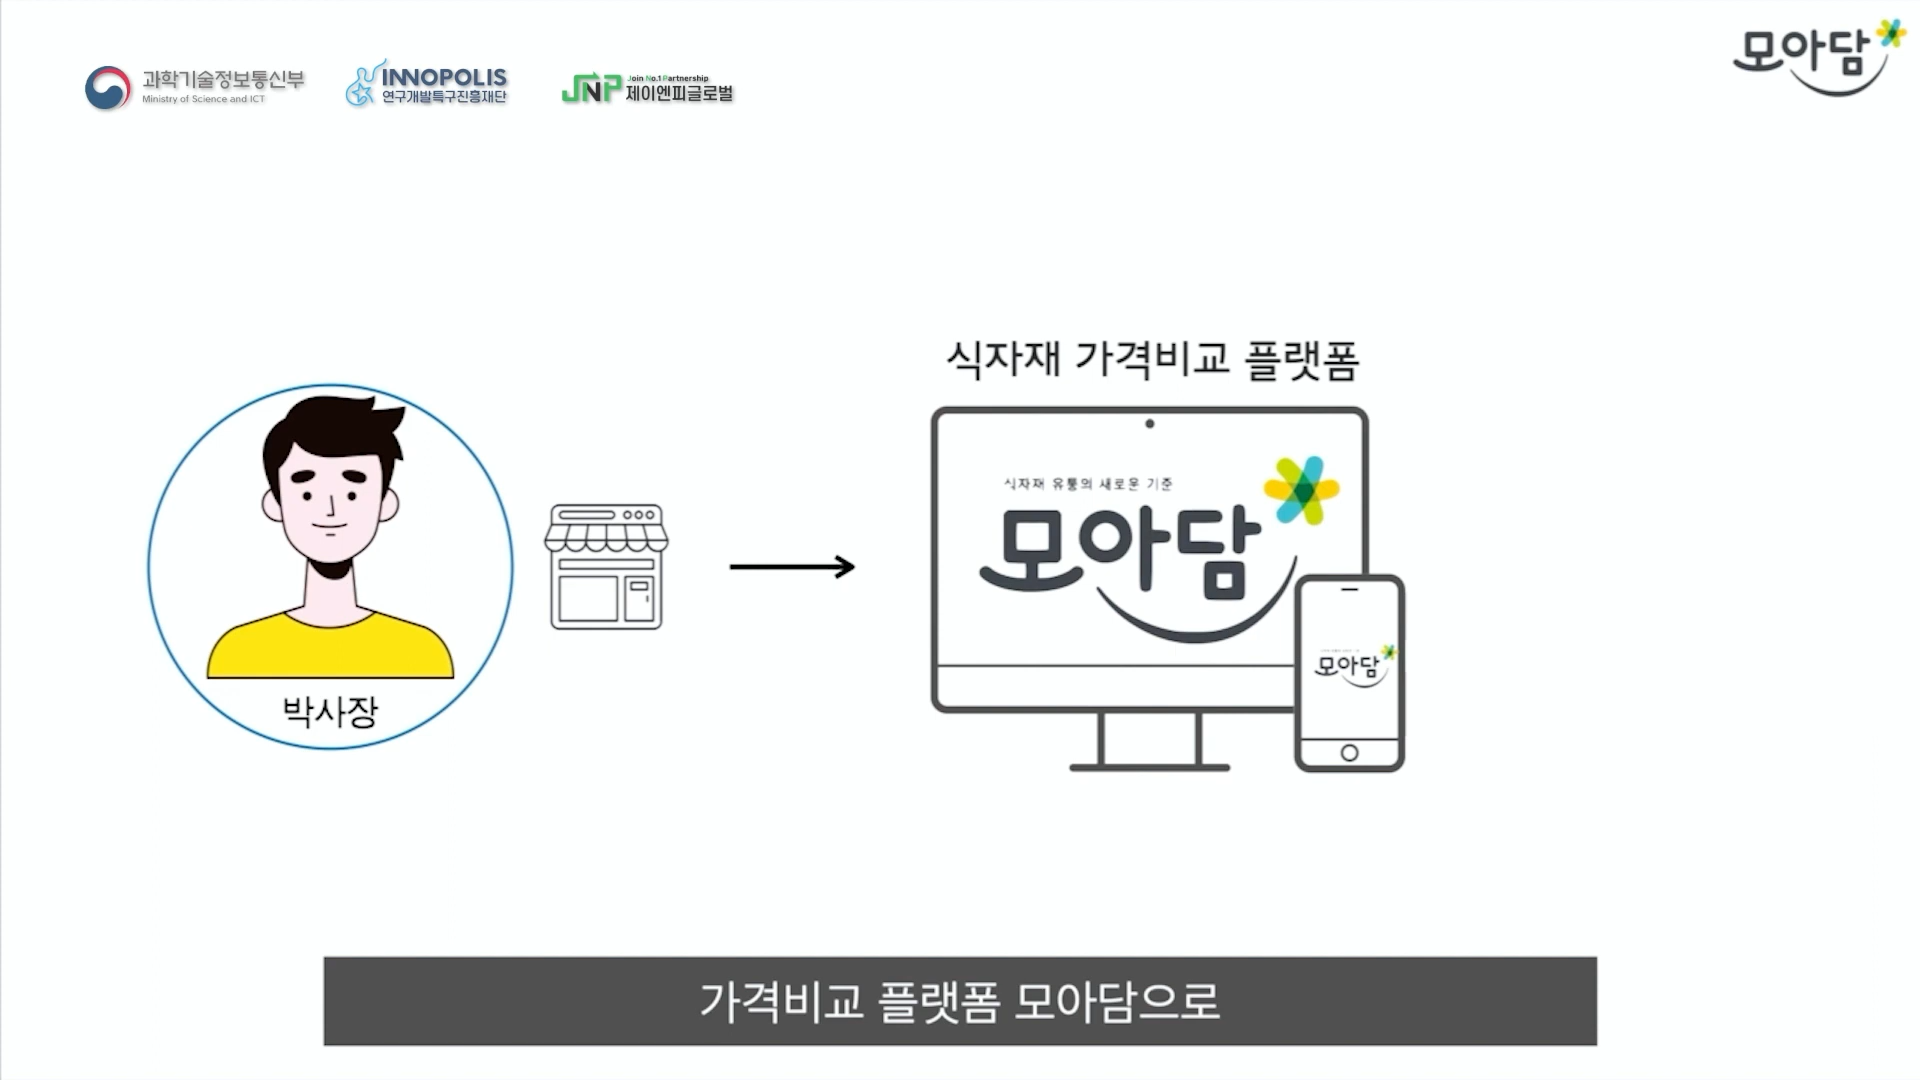 과학기술정보통신부
Ministry of Science and ICT
INNOPOLIS
연구개발특구진흥재단
JNP
Join No.1 Partnership
제이엔피글로벌
모아담
식자재 가격비교 플랫폼
식자재 유통의 새로운 기준
모아담
모아담
박사장
가격비교 플랫폼 모아담으로